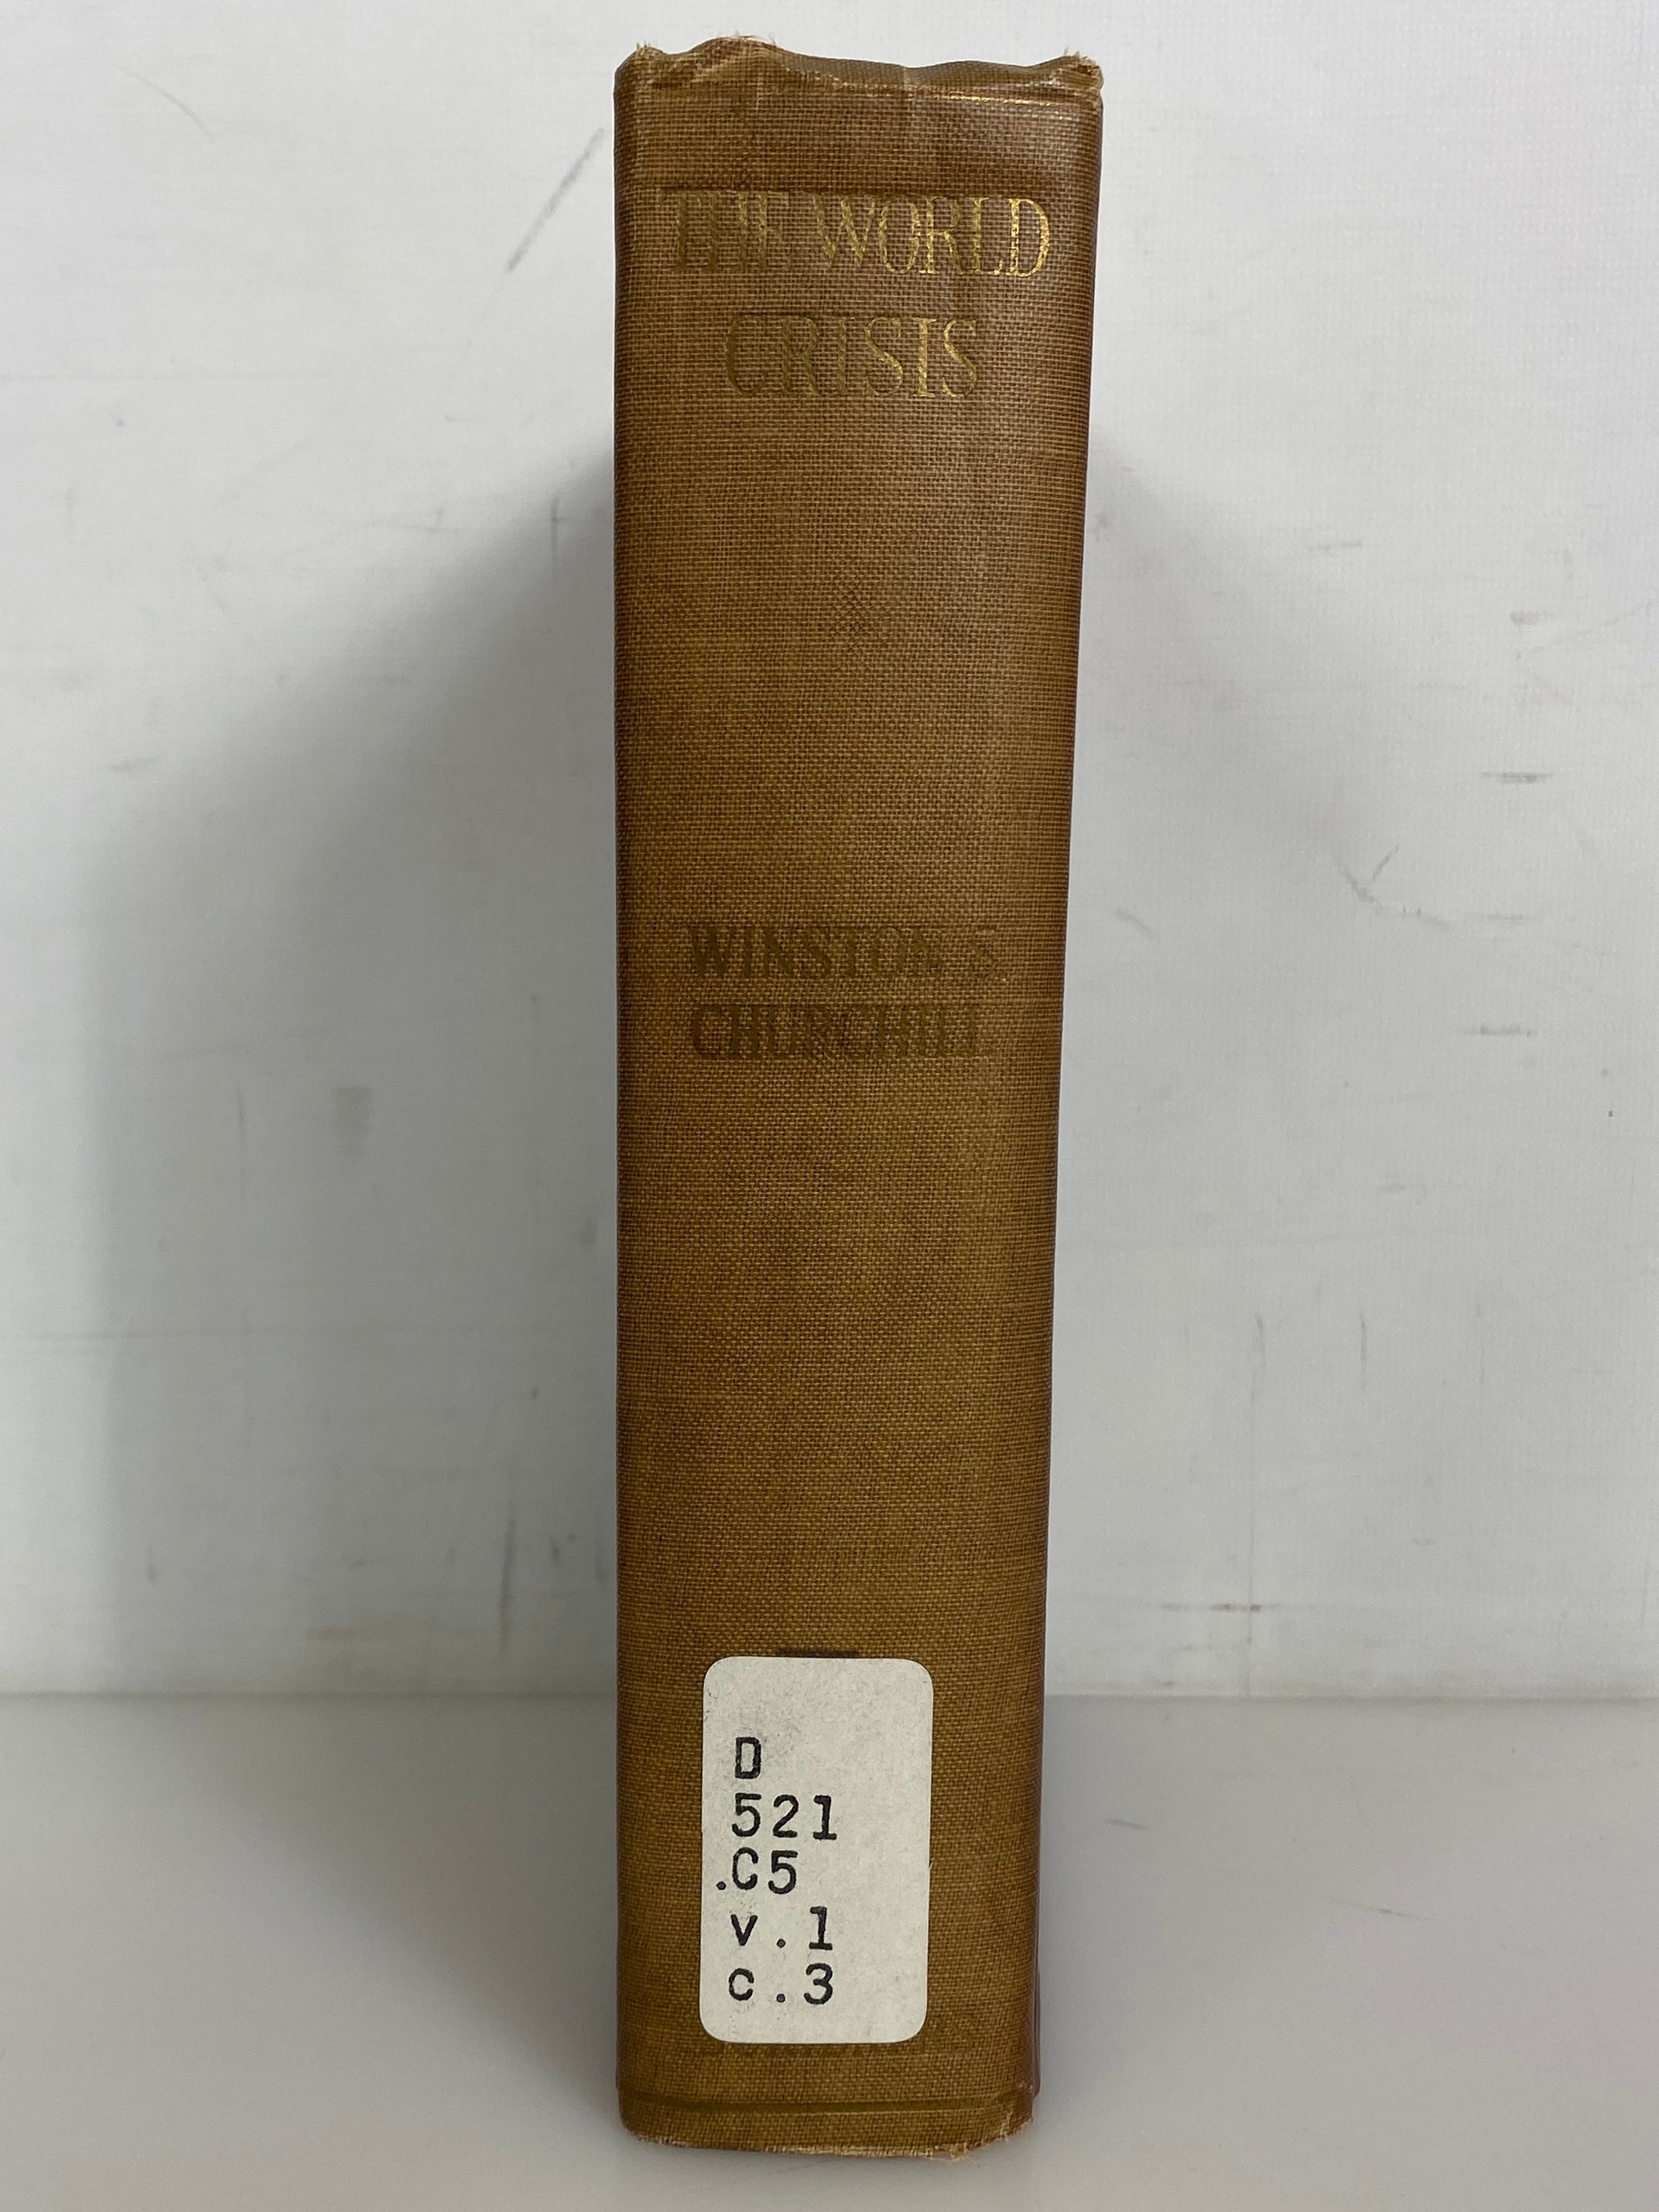 THE WORLD
CRISIS
WINSTON S.
CHURCHILL
D
521
.C5
v.1
c.3